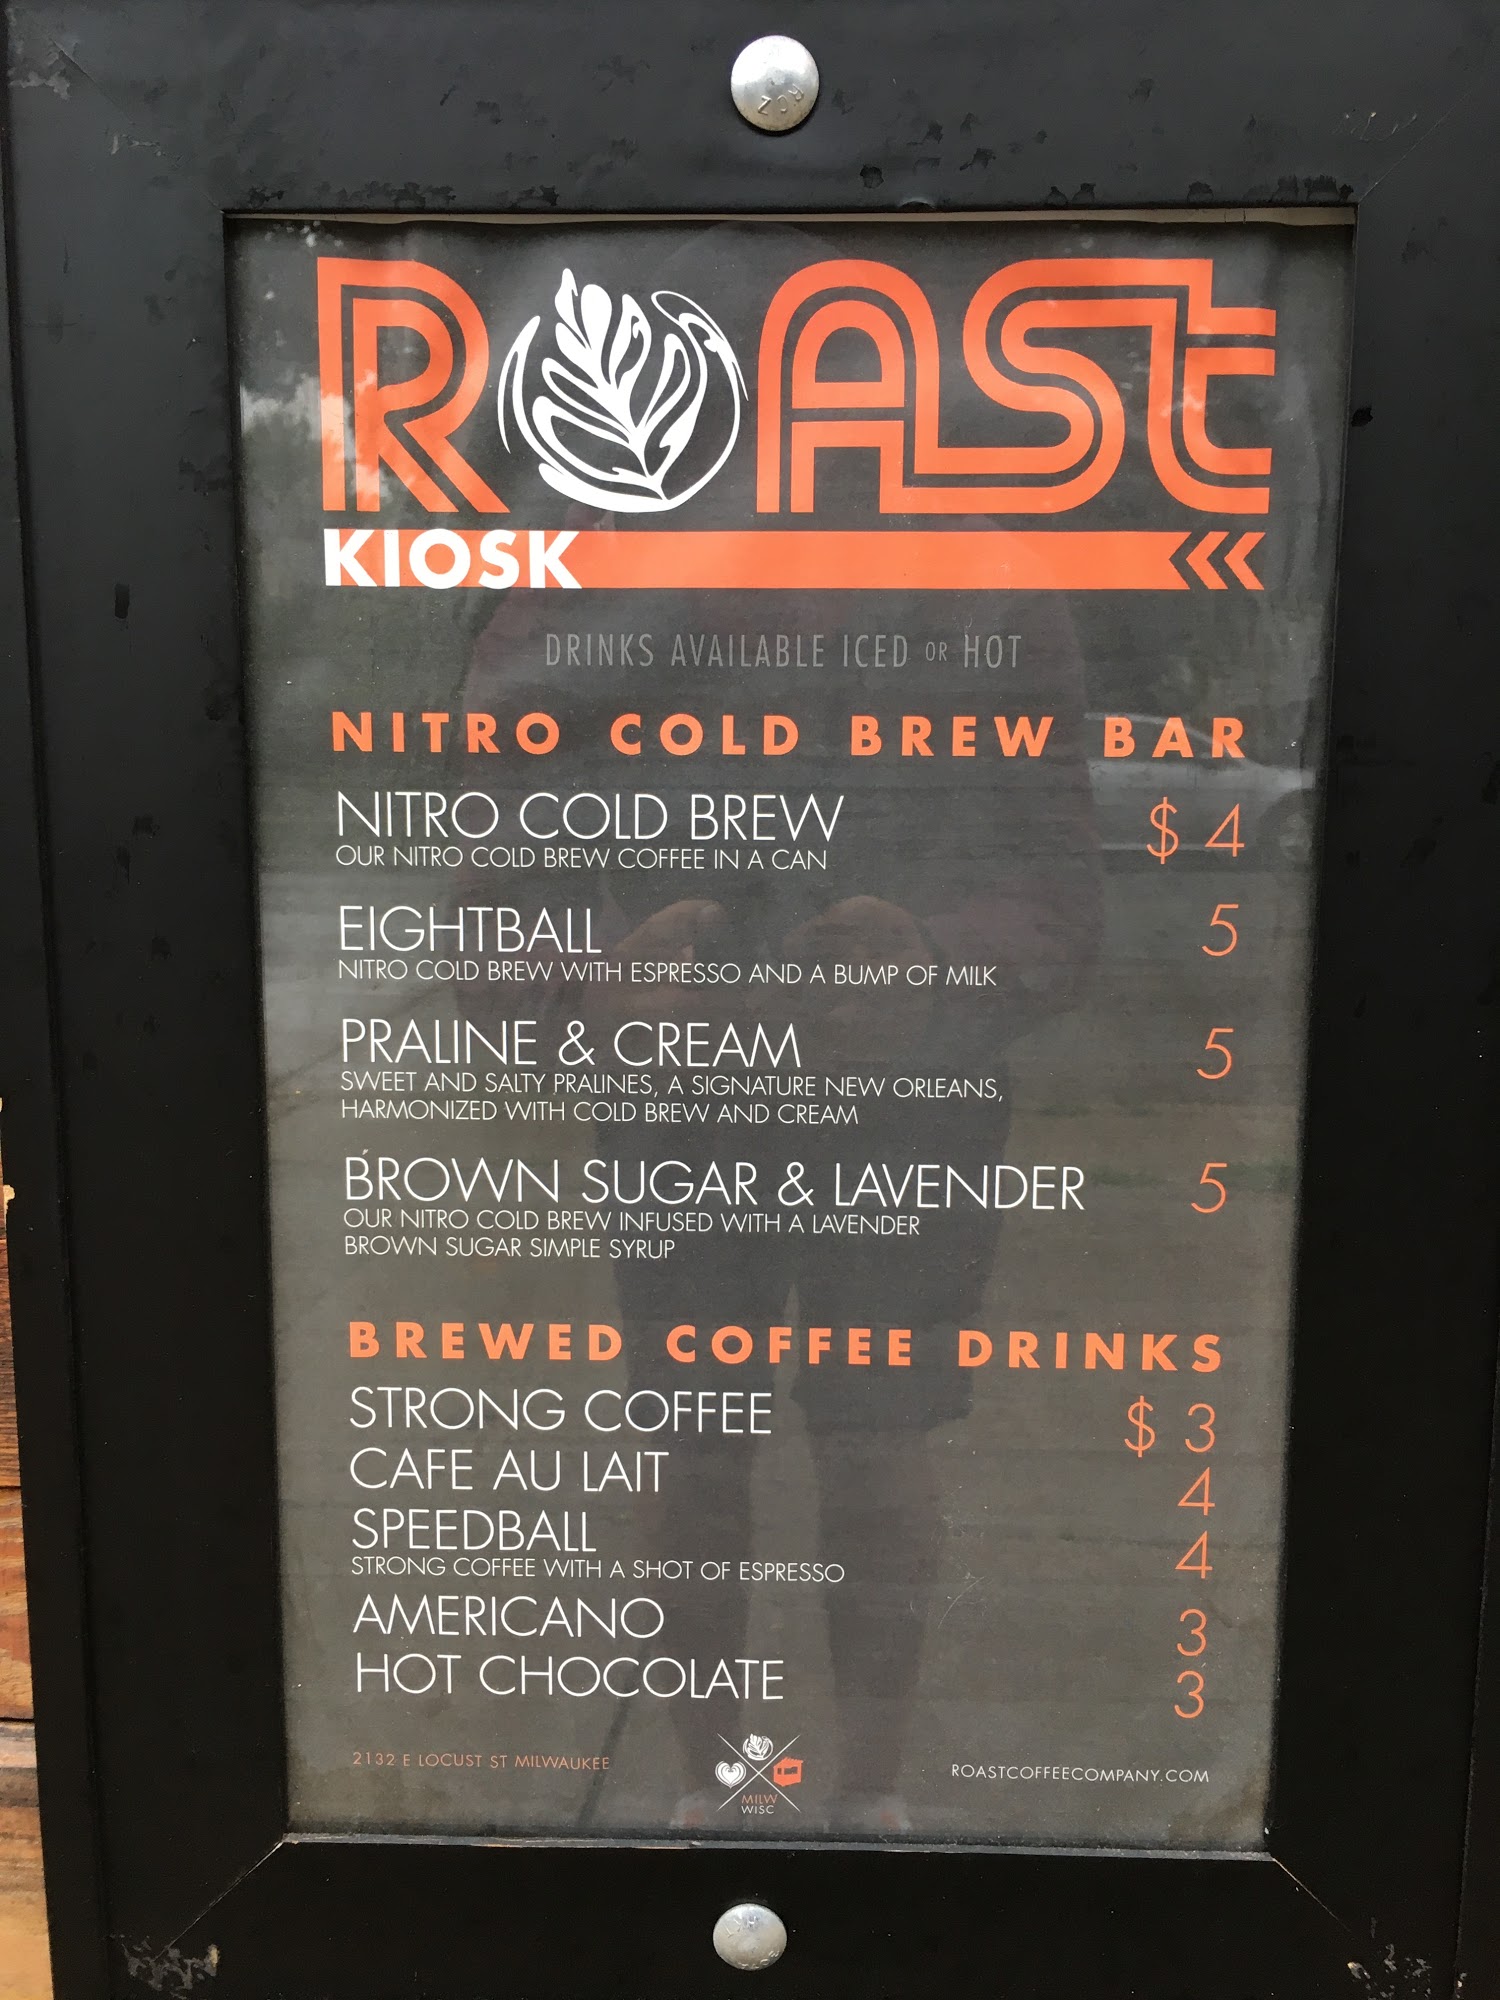 ROASt
KIOSK
DRINKS AVAILABLE ICED OR HOT
NITRO COLD BREW BAR
NITRO COLD BREW $ 4
OUR NITRO COLD BREW COFFEE IN A CAN
EIGHTBALL 5
NITRO COLD BREW WITH ESPRESSO AND A BUMP OF MILK
PRALINE & CREAM 5
SWEET AND SALTY PRALINES, A SIGNATURE NEW ORLEANS,
HARMONIZED WITH COLD BREW AND CREAM
BROWN SUGAR & LAVENDER 5
OUR NITRO COLD BREW INFUSED WITH A LAVENDER
BROWN SUGAR SIMPLE SYRUP
BREWED COFFEE DRINKS
STRONG COFFEE $ 3
CAFE AU LAIT 4
SPEEDBALL 4
STRONG COFFEE WITH A SHOT OF ESPRESSO
AMERICANO 3
HOT CHOCOLATE 3
2132 E LOCUST ST MILWAUKEE
MILW
WISC
ROASTCOFFEECOMPANY.COM